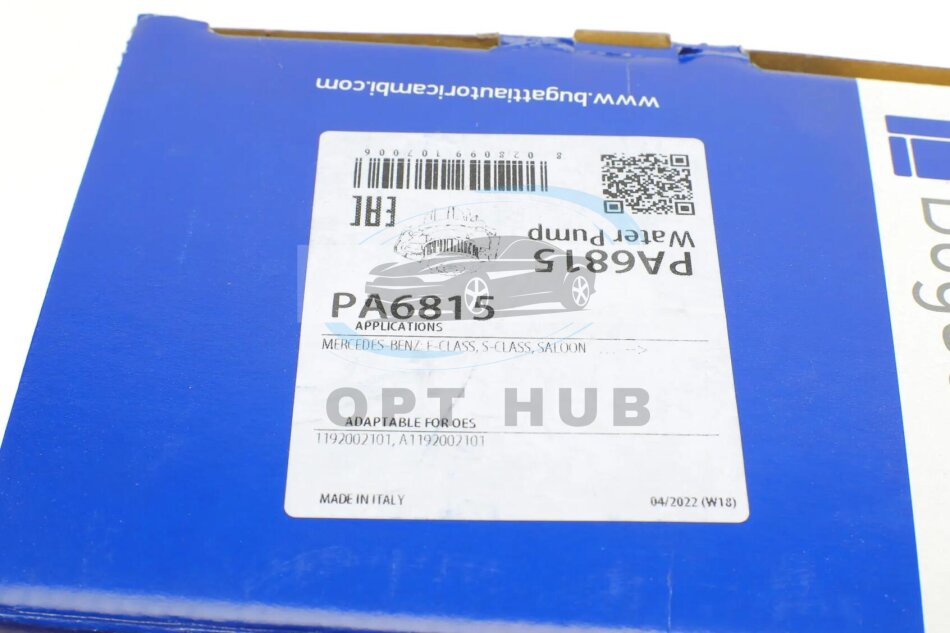 www.bugattiautoricambi.com
8 028099 107006
EAC
Water Pump
PA6815
PA6815
APPLICATIONS
MERCEDES-BENZ: E-CLASS, S-CLASS, SALOON ... -->
OPT HUB
ADAPTABLE FOR OES
1192002101, A1192002101
MADE IN ITALY
04/2022 (W18)